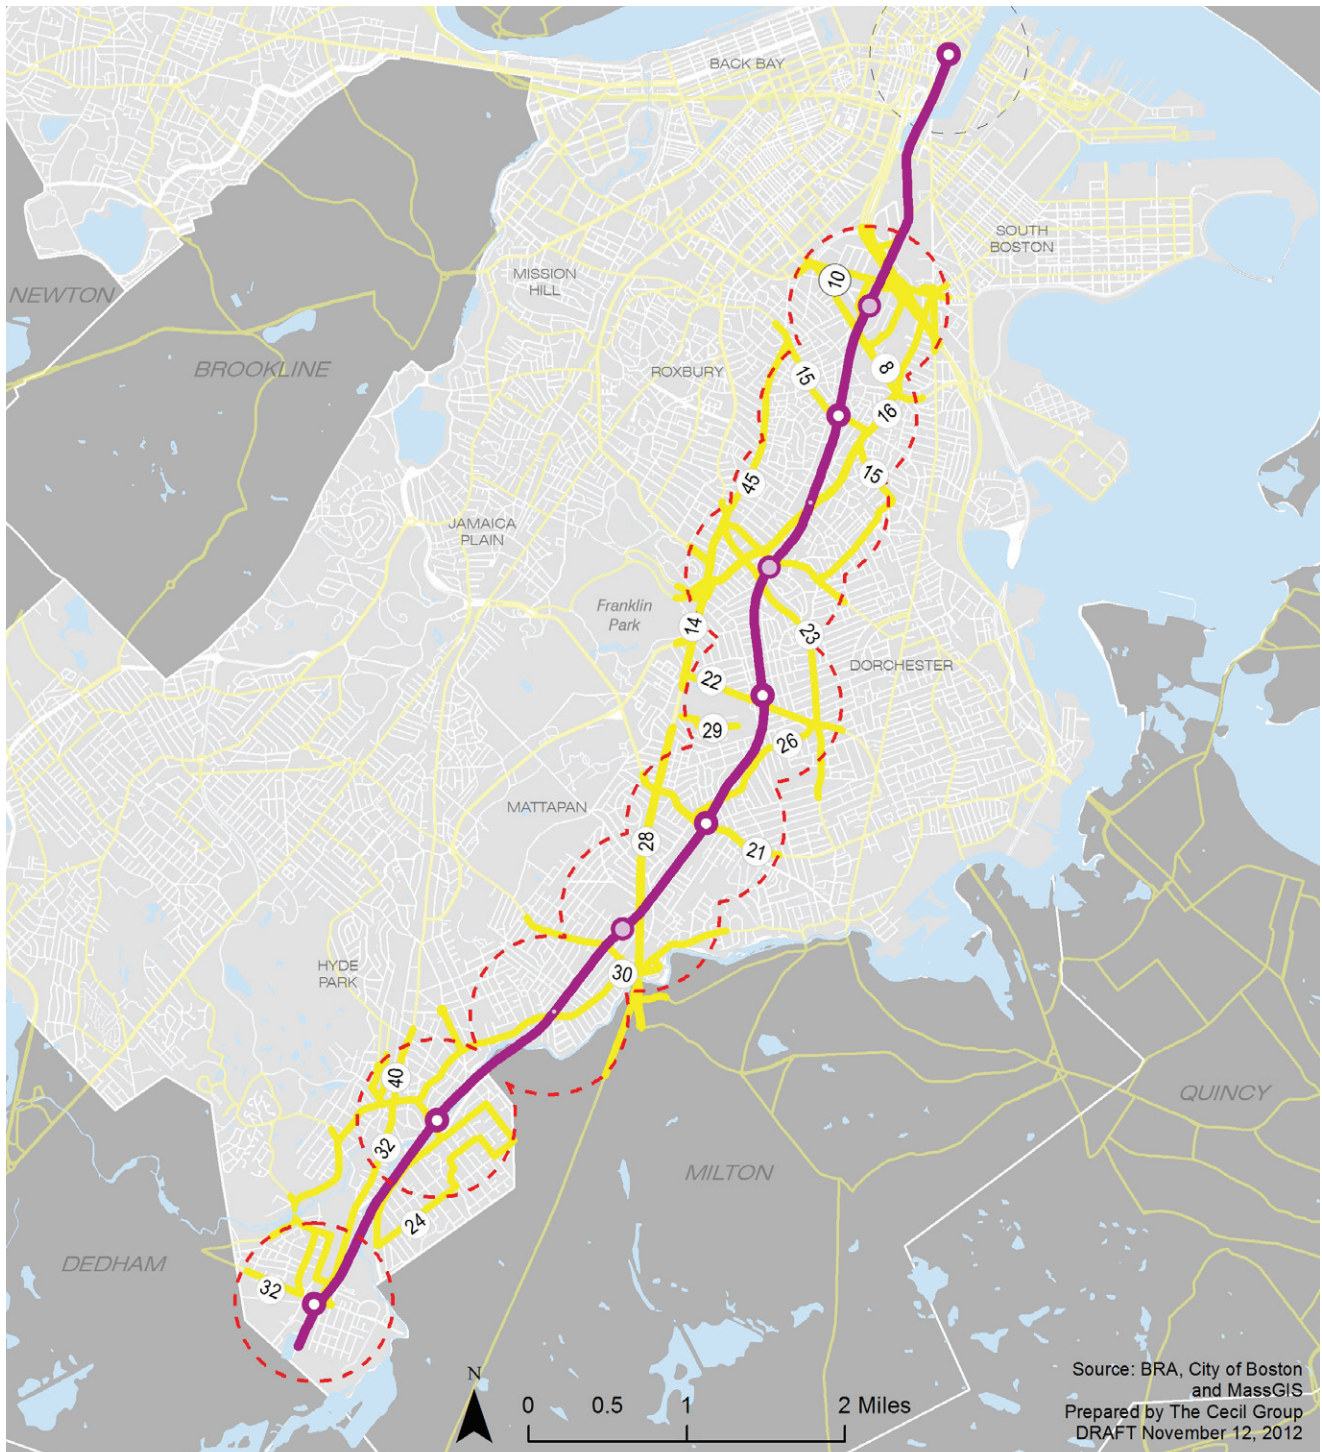 BACK BAY
SOUTH
BOSTON
MISSION
HILL
10
NEWTON
BROOKLINE
ROXBURY
15
8
16
45
15
JAMAICA
PLAIN
Franklin
Park
14
23
DORCHESTER
22
29
26
MATTAPAN
28
21
HYDE
PARK
30
40
QUINCY
32
MILTON
24
DEDHAM
32
N
0 0.5 1 2 Miles
Source: BRA, City of Boston
and MassGIS
Prepared by The Cecil Group
DRAFT November 12, 2012